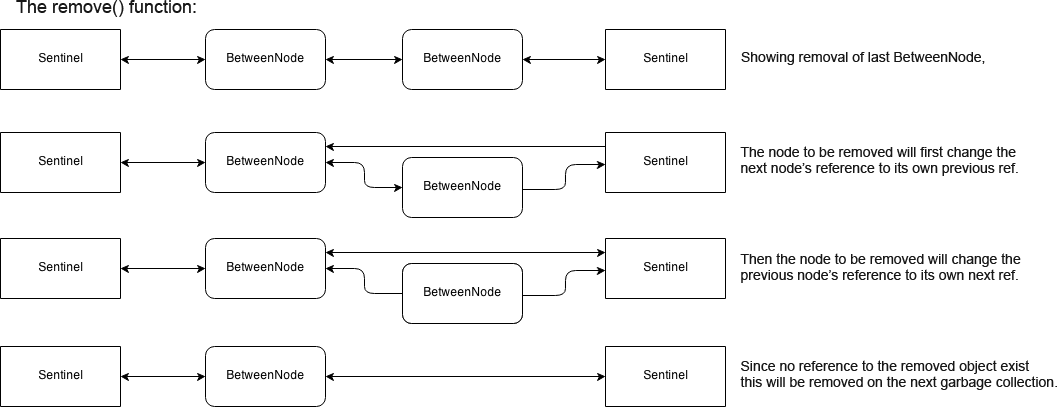 The remove() function:
Sentinel BetweenNode BetweenNode Sentinel Showing removal of last BetweenNode,
The node to be removed will first change the
Sentinel BetweenNode Sentinel
next node's reference to its own previous ref.
BetweenNode
Then the node to be removed will change the
Sentinel BetweenNode Sentinel
previous node's reference to its own next ref.
BetweenNode
Since no reference to the removed object exist
Sentinel BetweenNode Sentinel
this will be removed on the next garbage collection.